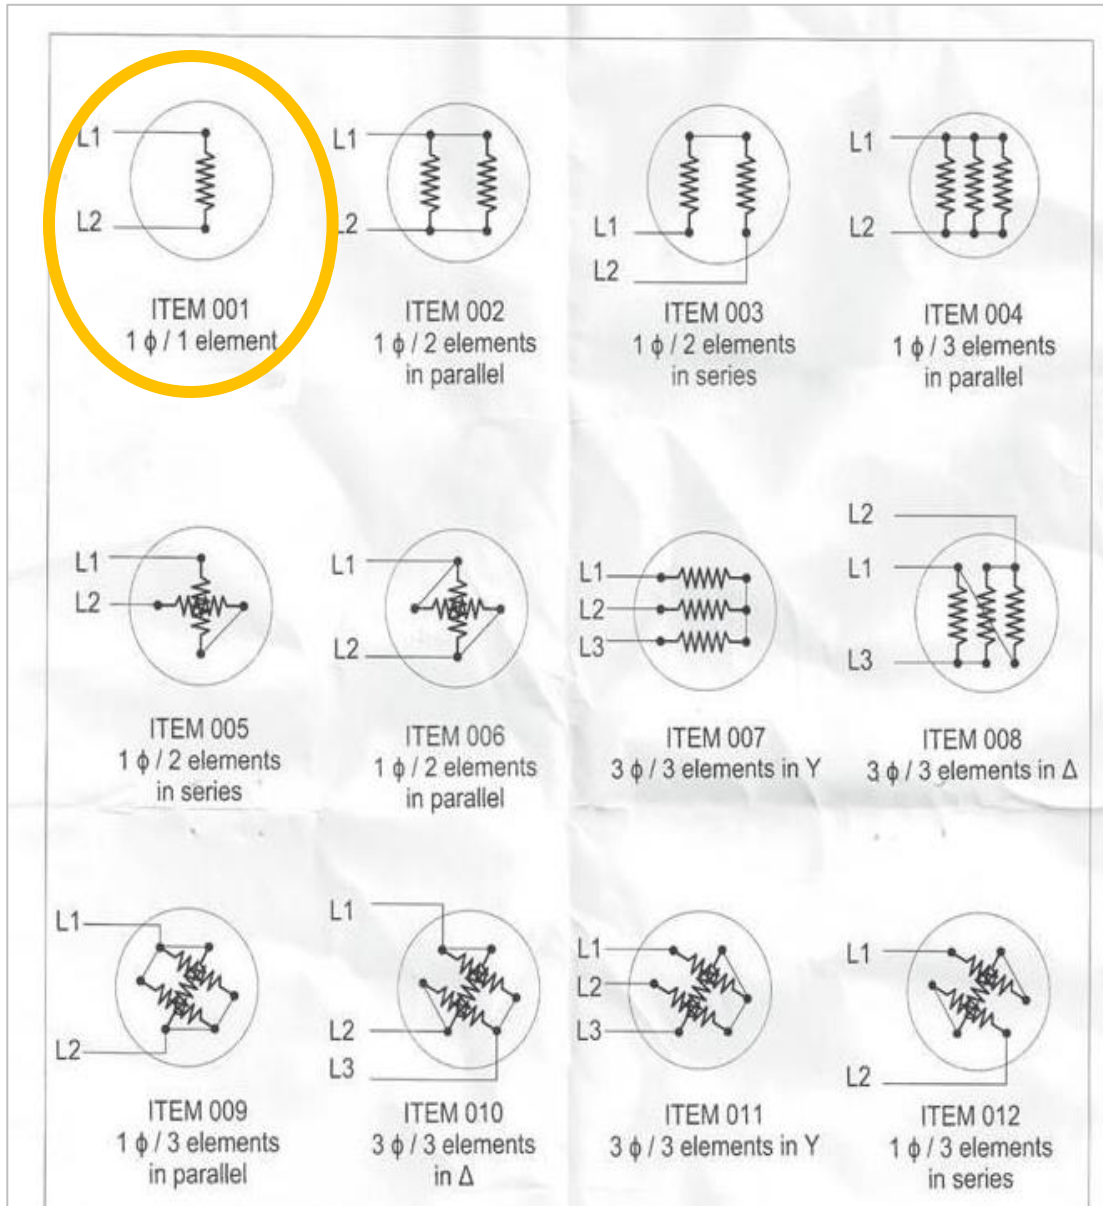 L1
L2
ITEM 001
1 ϕ / 1 element
L1
L2
ITEM 002
1 ϕ / 2 elements
in parallel
L1
L2
ITEM 003
1 ϕ / 2 elements
in series
L1
L2
ITEM 004
1 ϕ / 3 elements
in parallel
L1
L2
ITEM 005
1 ϕ / 2 elements
in series
L1
L2
ITEM 006
1 ϕ / 2 elements
in parallel
L1
L2
L3
ITEM 007
3 ϕ / 3 elements in Y
L2
L1
L3
ITEM 008
3 ϕ / 3 elements in Δ
L1
L2
ITEM 009
1 ϕ / 3 elements
in parallel
L1
L2
L3
ITEM 010
3 ϕ / 3 elements
in Δ
L1
L2
L3
ITEM 011
3 ϕ / 3 elements in Y
L1
L2
ITEM 012
1 ϕ / 3 elements
in series